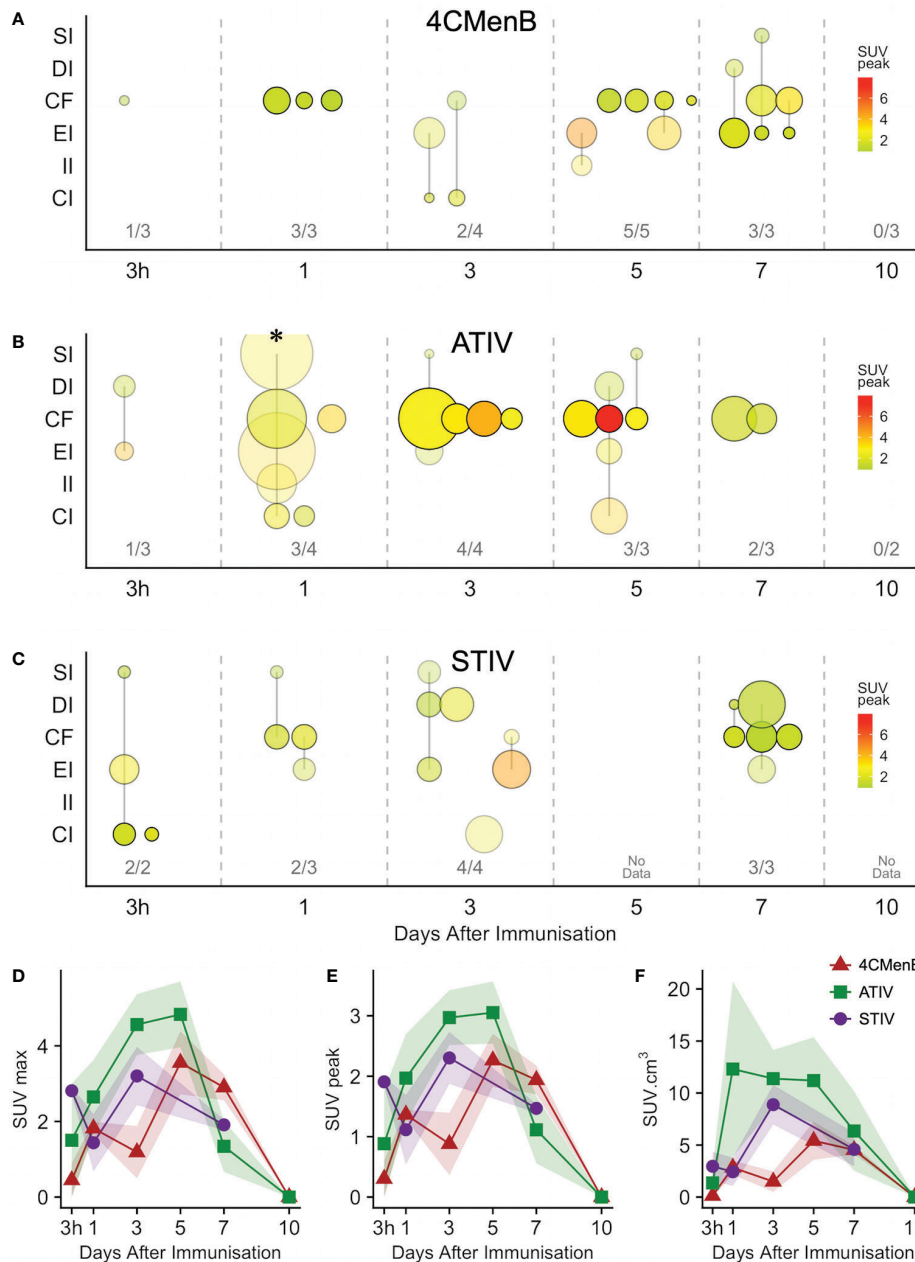 A 4CMenB
SI
DI
CF
EI
II
CI
SUV
peak
6
4
2
1/3 3/3 2/4 5/5 3/3 0/3
3h 1 3 5 7 10
B * ATIV
SI
DI
CF
EI
II
CI
SUV
peak
6
4
2
1/3 3/4 4/4 3/3 2/3 0/2
3h 1 3 5 7 10
C STIV
SI
DI
CF
EI
II
CI
SUV
peak
6
4
2
2/2 2/3 4/4 No Data 3/3 No Data
3h 1 3 5 7 10
Days After Immunisation
D
SUV max
4
2
0
3h 1 3 5 7 10
Days After Immunisation
E
SUV peak
3
2
1
0
3h 1 3 5 7 10
Days After Immunisation
F
4CMenB
ATIV
STIV
SUV.cm³
20
15
10
5
0
3h 1 3 5 7
Days After Immunisation